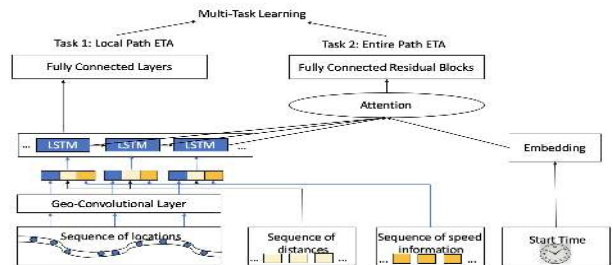 Multi-Task Learning
Task 1: Local Path ETA
Task 2: Entire Path ETA
Fully Connected Layers
Fully Connected Residual Blocks
Attention
... LSTM LSTM LSTM ...
Embedding
Geo-Convolutional Layer
Sequence of locations
Sequence of
distances
... ...
Sequence of speed
information
... ...
Start Time